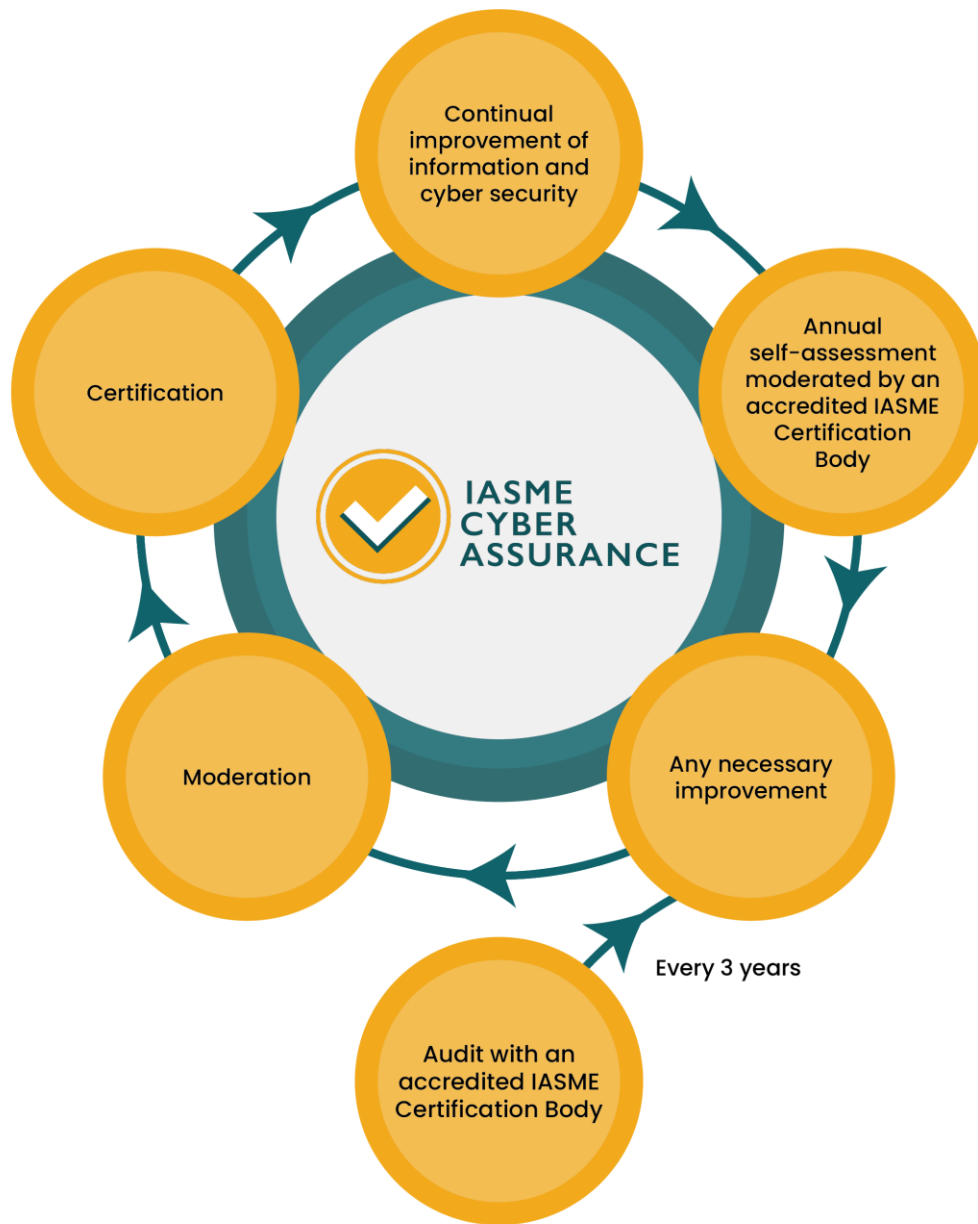 Continual
improvement of
information and
cyber security
Annual
self-assessment
moderated by an
accredited IASME
Certification
Body
Certification
IASME
CYBER
ASSURANCE
Any necessary
improvement
Moderation
Every 3 years
Audit with an
accredited IASME
Certification Body